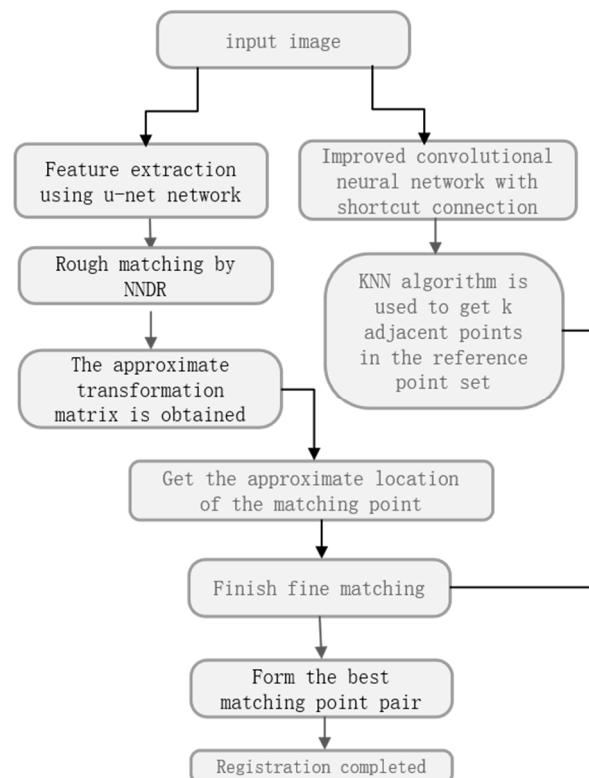 input image
Feature extraction
using u-net network
Improved convolutional
neural network with
shortcut connection
Rough matching by
NNDR
KNN algorithm is
used to get k
adjacent points
in the reference
point set
The approximate
transformation
matrix is obtained
Get the approximate location
of the matching point
Finish fine matching
Form the best
matching point pair
Registration completed